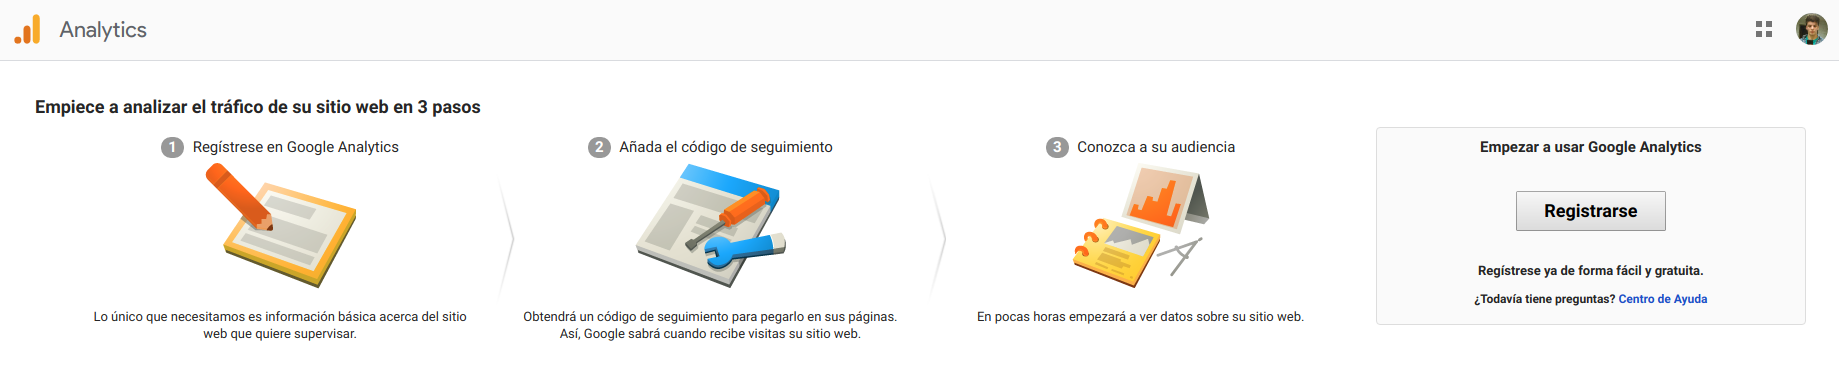 Analytics
Empiece a analizar el tráfico de su sitio web en 3 pasos
1 Regístrese en Google Analytics
Lo único que necesitamos es información básica acerca del sitio
web que quiere supervisar.
2 Añada el código de seguimiento
Obtendrá un código de seguimiento para pegarlo en sus páginas.
Así, Google sabrá cuando recibe visitas su sitio web.
3 Conozca a su audiencia
En pocas horas empezará a ver datos sobre su sitio web.
Empezar a usar Google Analytics
Registrarse
Regístrese ya de forma fácil y gratuita.
¿Todavía tiene preguntas? Centro de Ayuda